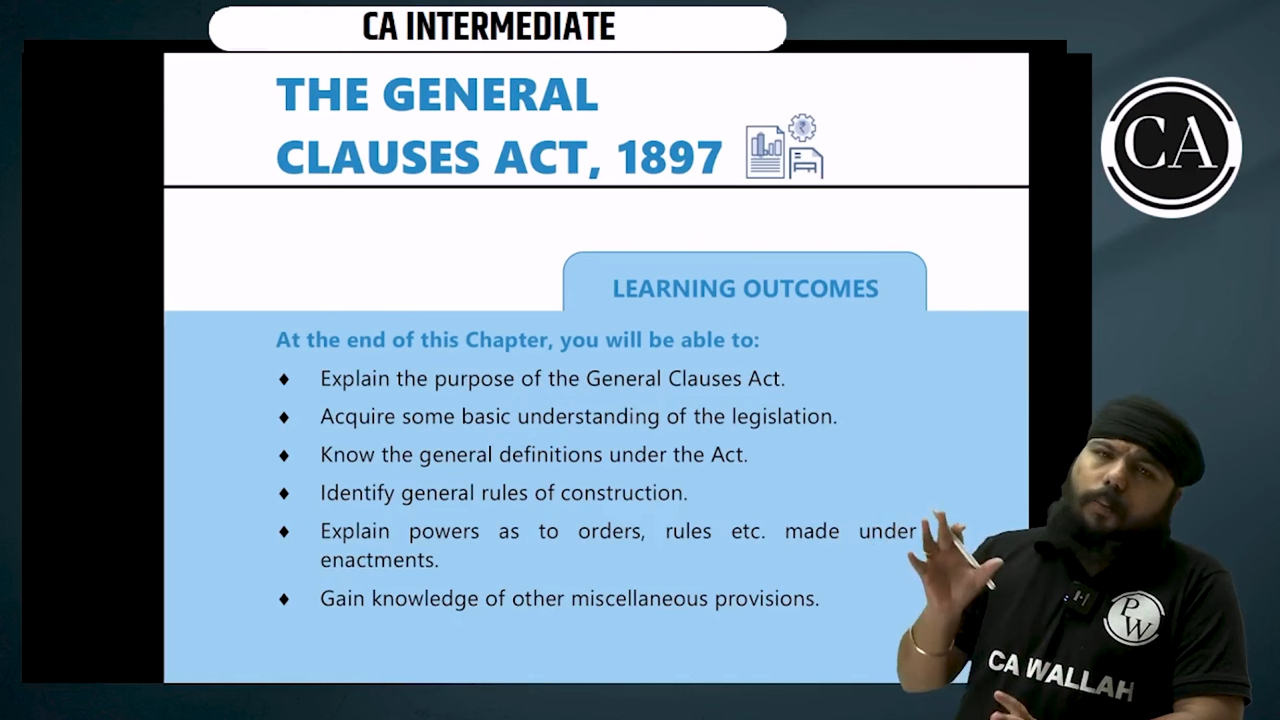 CA INTERMEDIATE
THE GENERAL
CLAUSES ACT, 1897
CA
LEARNING OUTCOMES
At the end of this Chapter, you will be able to:
♦ Explain the purpose of the General Clauses Act.
♦ Acquire some basic understanding of the legislation.
♦ Know the general definitions under the Act.
♦ Identify general rules of construction.
♦ Explain powers as to orders, rules etc. made under
enactments.
♦ Gain knowledge of other miscellaneous provisions.
H
PW
CA WALLAH